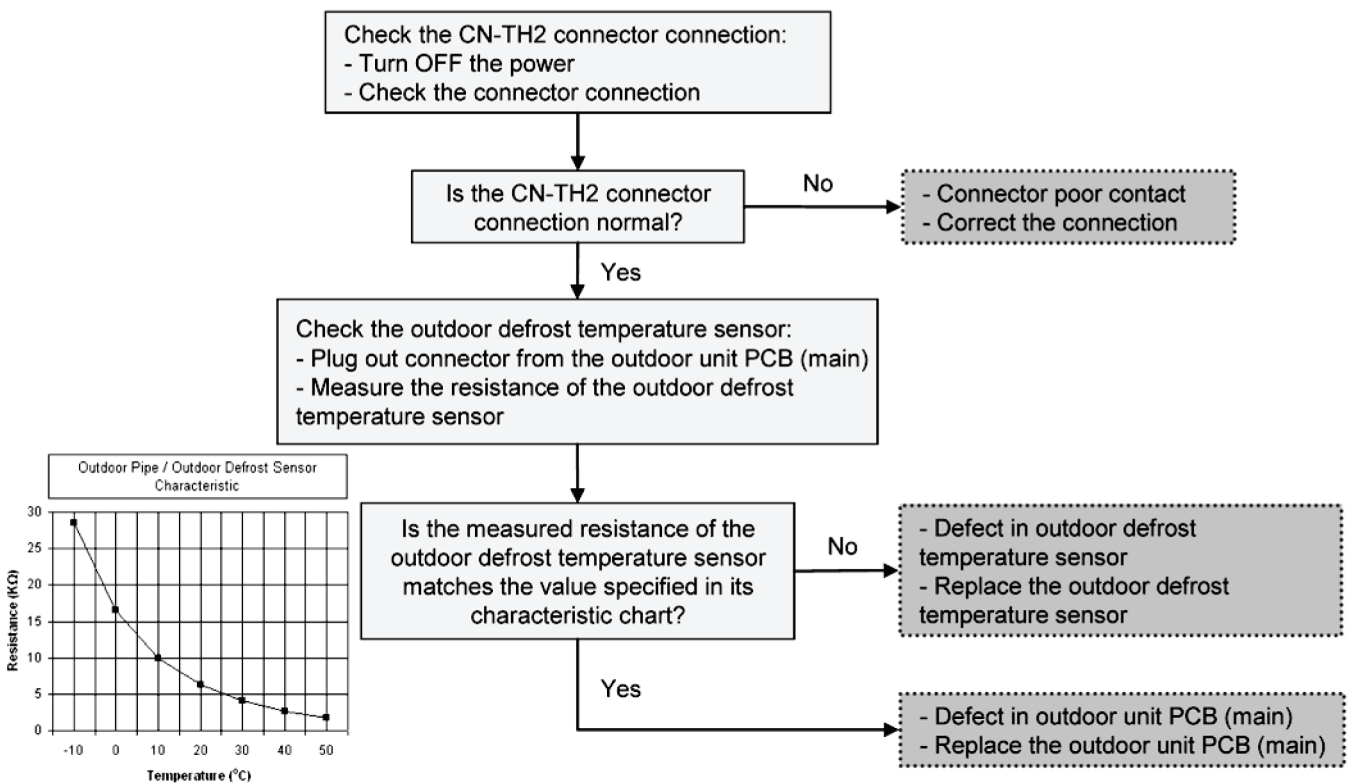 Check the CN-TH2 connector connection:
- Turn OFF the power
- Check the connector connection
Is the CN-TH2 connector
connection normal?
No
- Connector poor contact
- Correct the connection
Yes
Check the outdoor defrost temperature sensor:
- Plug out connector from the outdoor unit PCB (main)
- Measure the resistance of the outdoor defrost
temperature sensor
Outdoor Pipe / Outdoor Defrost Sensor
Characteristic
Resistance (KΩ)
30
25
20
15
10
5
0
-10 0 10 20 30 40 50
Temperature (°C)
Is the measured resistance of the
outdoor defrost temperature sensor
matches the value specified in its
characteristic chart?
No
- Defect in outdoor defrost
temperature sensor
- Replace the outdoor defrost
temperature sensor
Yes
- Defect in outdoor unit PCB (main)
- Replace the outdoor unit PCB (main)